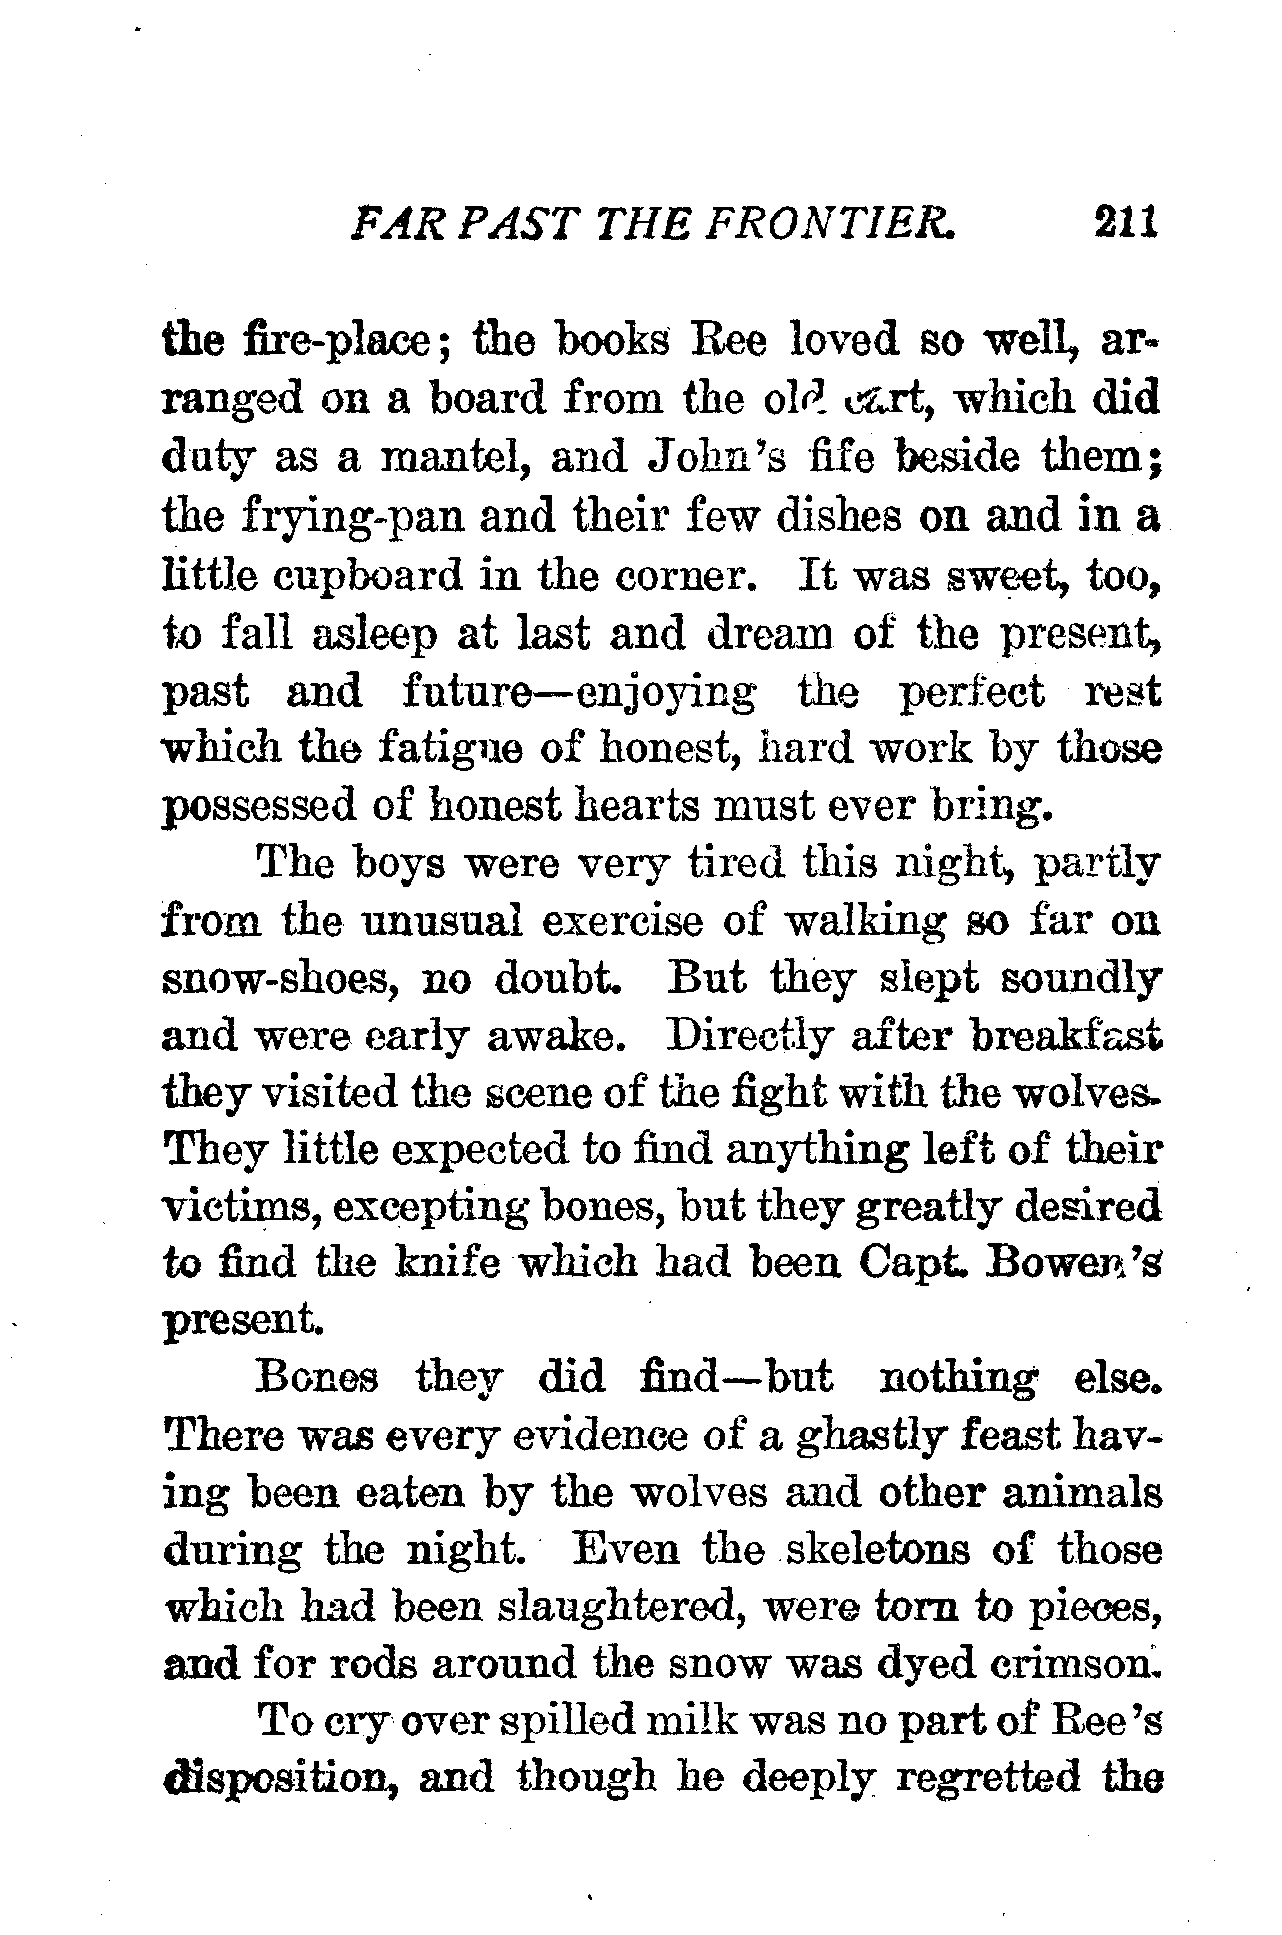 FAR PAST THE FRONTIER. 211
the fire-place; the books Ree loved so well, ar-
ranged on a board from the old cart, which did
duty as a mantel, and John's fife beside them;
the frying-pan and their few dishes on and in a
little cupboard in the corner. It was sweet, too,
to fall asleep at last and dream of the present,
past and future—enjoying the perfect rest
which the fatigue of honest, hard work by those
possessed of honest hearts must ever bring.
The boys were very tired this night, partly
from the unusual exercise of walking so far on
snow-shoes, no doubt. But they slept soundly
and were early awake. Directly after breakfast
they visited the scene of the fight with the wolves.
They little expected to find anything left of their
victims, excepting bones, but they greatly desired
to find the knife which had been Capt. Bowen's
present.
Bones they did find—but nothing else.
There was every evidence of a ghastly feast hav-
ing been eaten by the wolves and other animals
during the night. Even the skeletons of those
which had been slaughtered, were torn to pieces,
and for rods around the snow was dyed crimson.
To cry over spilled milk was no part of Ree's
disposition, and though he deeply regretted the